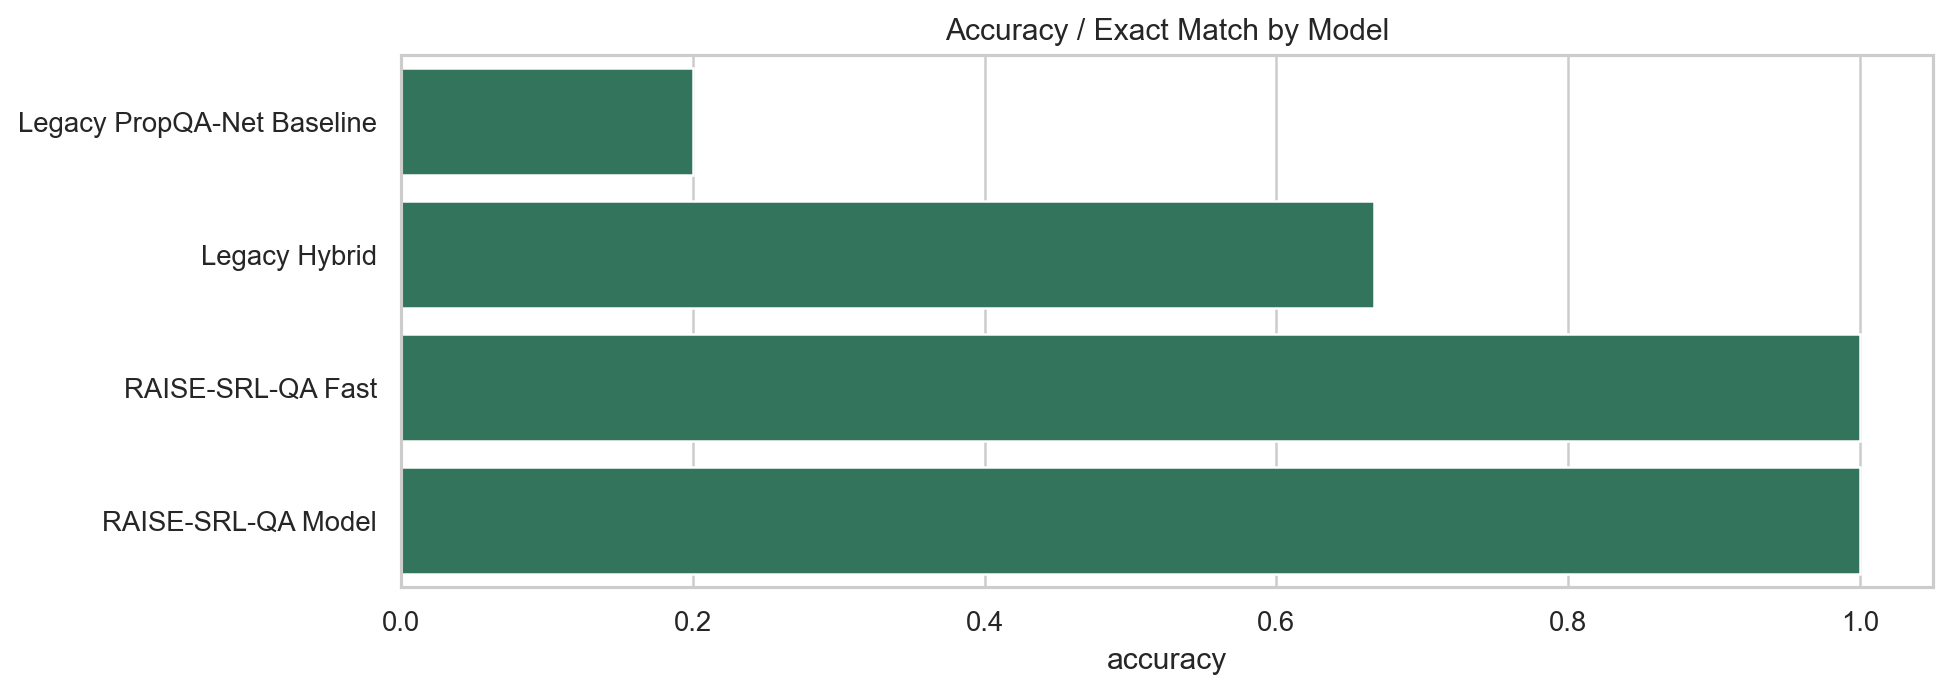 Accuracy / Exact Match by Model
Legacy PropQA-Net Baseline
Legacy Hybrid
RAISE-SRL-QA Fast
RAISE-SRL-QA Model
0.0 0.2 0.4 0.6 0.8 1.0
accuracy